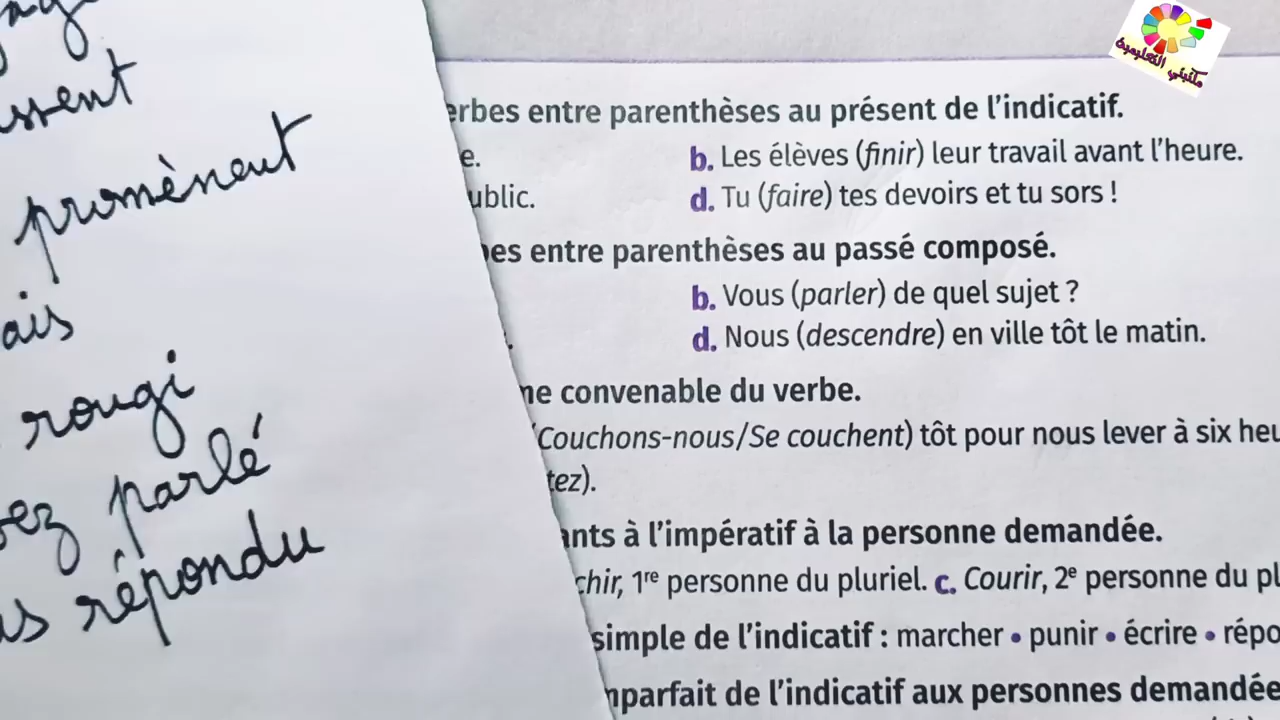 ssent
promènent
ais
rougi
ez parlé
s répondu
erbes entre parenthèses au présent de l'indicatif.
e. b. Les élèves (finir) leur travail avant l'heure.
ublic. d. Tu (faire) tes devoirs et tu sors !
es entre parenthèses au passé composé.
b. Vous (parler) de quel sujet ?
d. Nous (descendre) en ville tôt le matin.
ne convenable du verbe.
(Couchons-nous/Se couchent) tôt pour nous lever à six heu
tez).
ants à l'impératif à la personne demandée.
chir, 1re personne du pluriel. c. Courir, 2e personne du pl
simple de l'indicatif : marcher • punir • écrire • répo
mparfait de l'indicatif aux personnes demandée
مكتبتي التعليمية